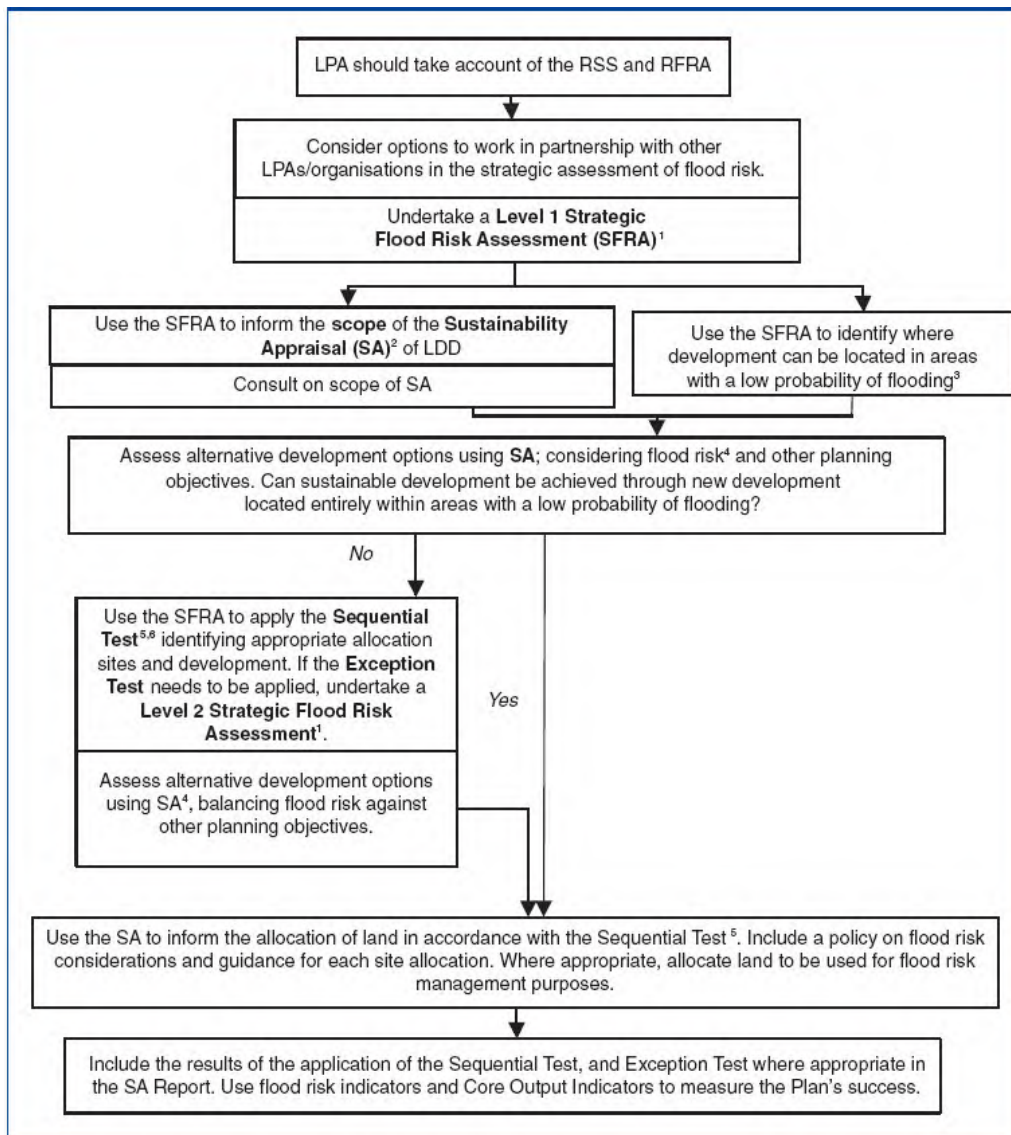 LPA should take account of the RSS and RFRA
Consider options to work in partnership with other
LPAs/organisations in the strategic assessment of flood risk.
Undertake a Level 1 Strategic
Flood Risk Assessment (SFRA)¹
Use the SFRA to inform the scope of the Sustainability
Appraisal (SA)² of LDD
Consult on scope of SA
Use the SFRA to identify where
development can be located in areas
with a low probability of flooding³
Assess alternative development options using SA; considering flood risk⁴ and other planning
objectives. Can sustainable development be achieved through new development
located entirely within areas with a low probability of flooding?
No
Use the SFRA to apply the Sequential
Test⁵,⁶ identifying appropriate allocation
sites and development. If the Exception
Test needs to be applied, undertake a
Level 2 Strategic Flood Risk
Assessment¹.
Yes
Assess alternative development options
using SA⁴, balancing flood risk against
other planning objectives.
Use the SA to inform the allocation of land in accordance with the Sequential Test ⁵. Include a policy on flood risk
considerations and guidance for each site allocation. Where appropriate, allocate land to be used for flood risk
management purposes.
Include the results of the application of the Sequential Test, and Exception Test where appropriate in
the SA Report. Use flood risk indicators and Core Output Indicators to measure the Plan's success.